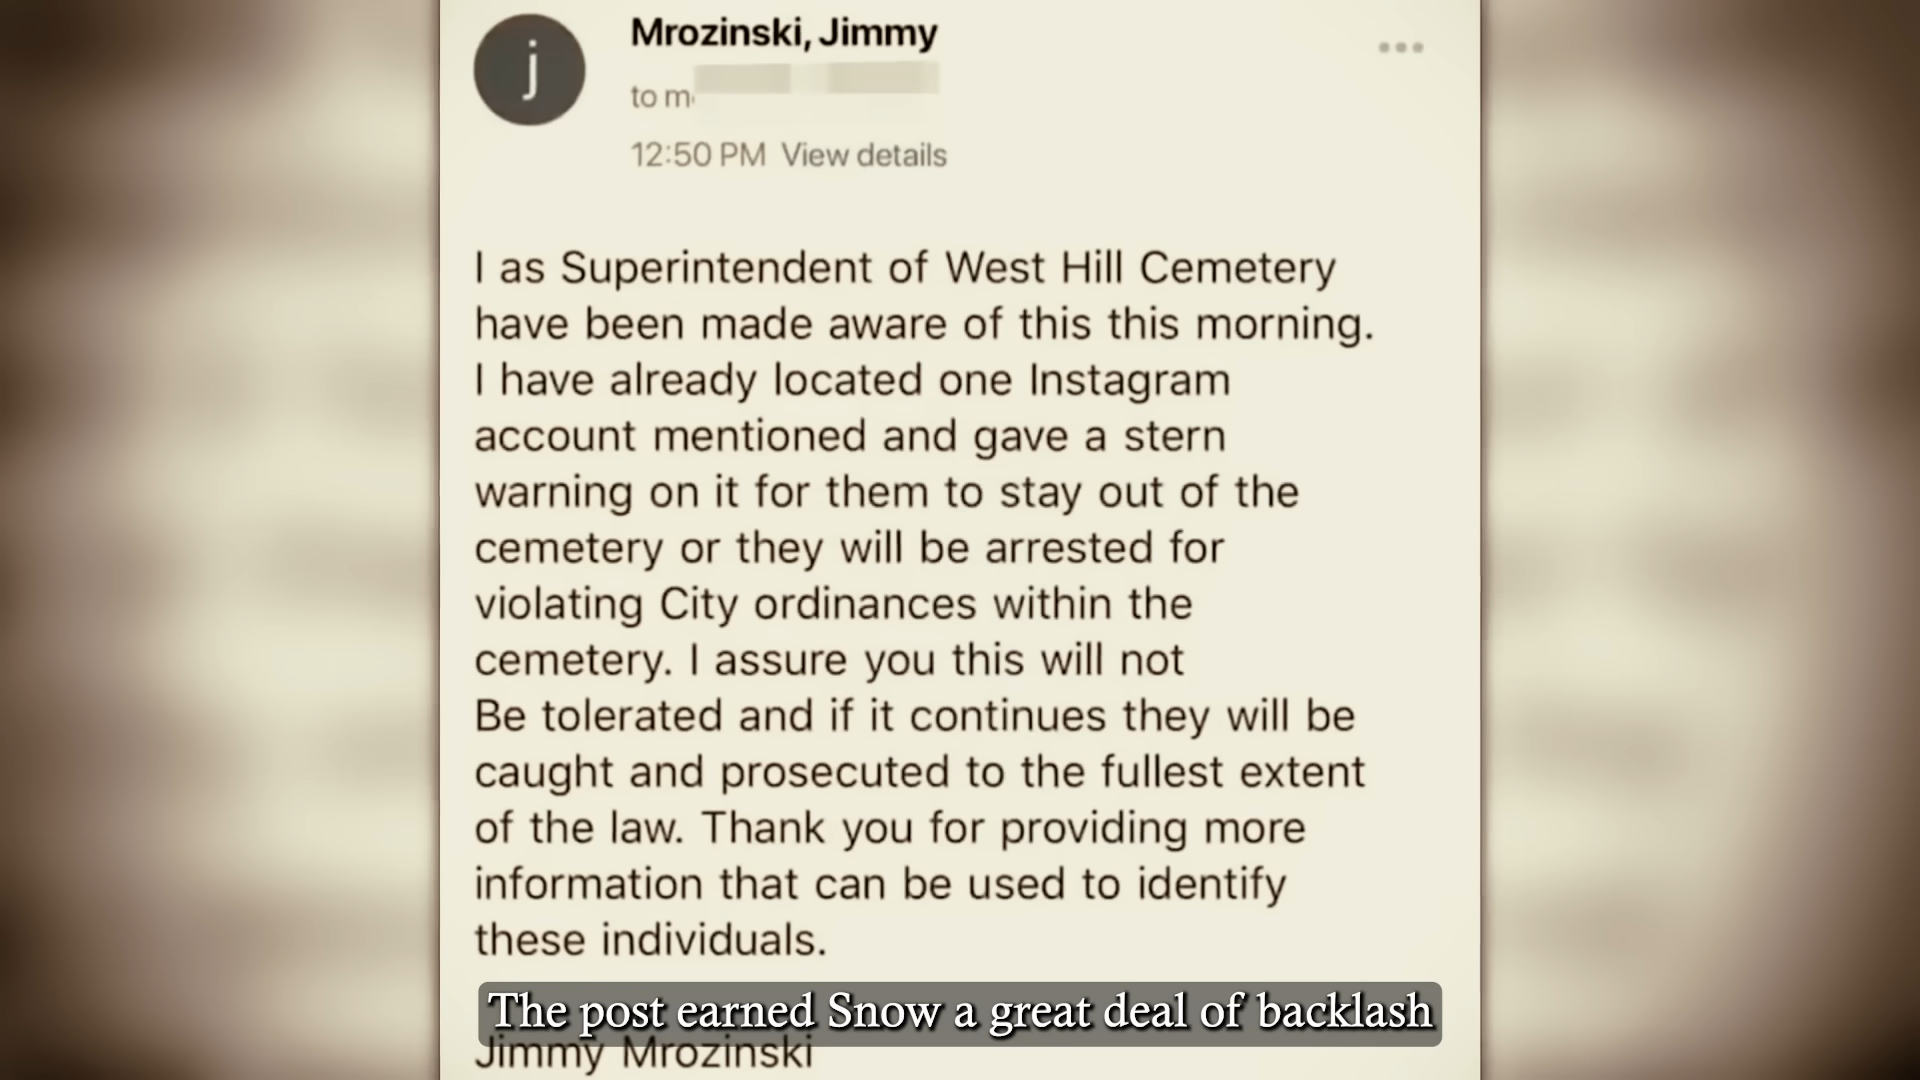 j
Mrozinski, Jimmy
to m
12:50 PM View details
I as Superintendent of West Hill Cemetery
have been made aware of this this morning.
I have already located one Instagram
account mentioned and gave a stern
warning on it for them to stay out of the
cemetery or they will be arrested for
violating City ordinances within the
cemetery. I assure you this will not
Be tolerated and if it continues they will be
caught and prosecuted to the fullest extent
of the law. Thank you for providing more
information that can be used to identify
these individuals.
The post earned Snow a great deal of backlash
Jimmy Mrozinski